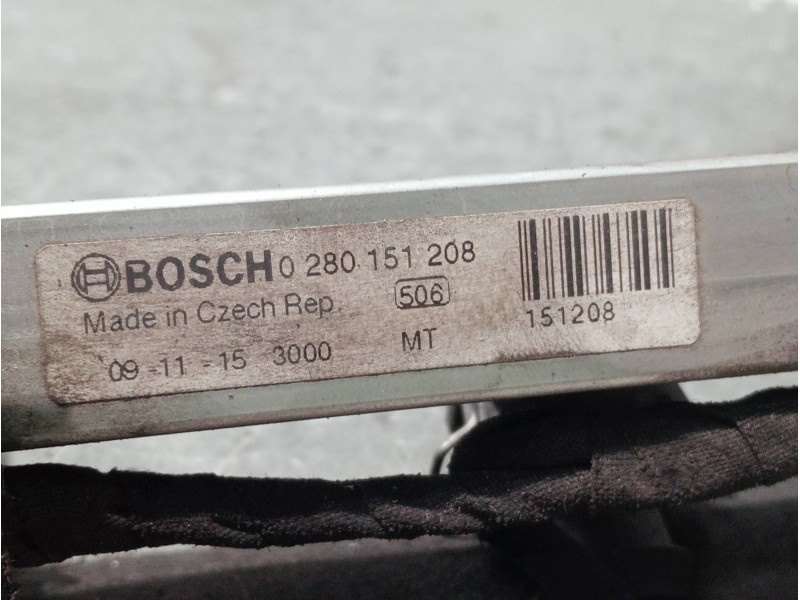 BOSCH 0 280 151 208
Made in Czech Rep. 506
09-11-15 3000 MT
151208